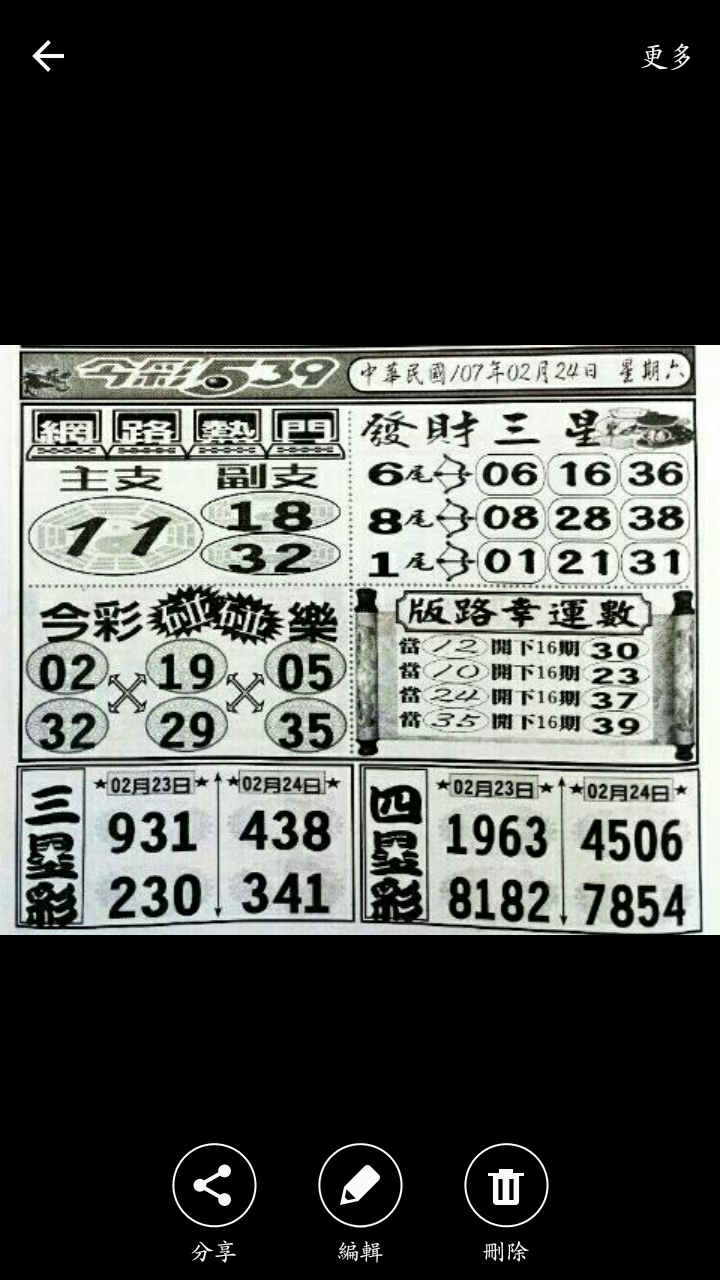 更多
今彩539
中華民國107年02月24日 星期六
網路熱門
主支 副支
11
18
32
發財三星
6尾 06 16 36
8尾 08 28 38
1尾 01 21 31
今彩碰碰樂
02 19 05
32 29 35
版路幸運數
當12開下16期30
當10開下16期23
當24開下16期37
當35開下16期39
三星彩
★02月23日★ ★02月24日★
931 438
230 341
四星彩
★02月23日★ ★02月24日★
1963 4506
8182 7854
分享 編輯 刪除